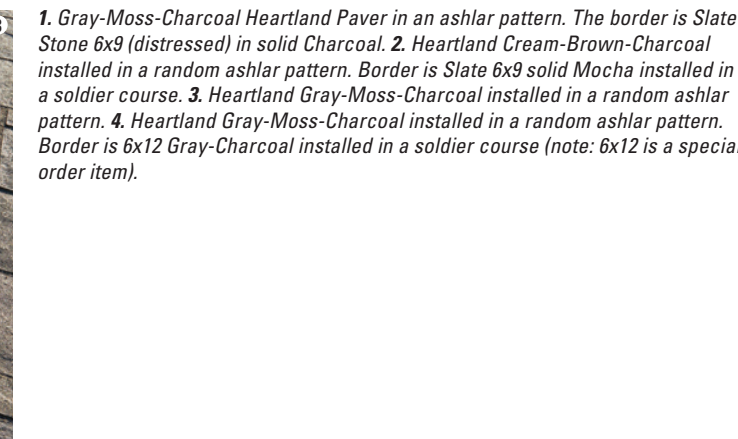 1. Gray-Moss-Charcoal Heartland Paver in an ashlar pattern. The border is Slate
Stone 6x9 (distressed) in solid Charcoal. 2. Heartland Cream-Brown-Charcoal
installed in a random ashlar pattern. Border is Slate 6x9 solid Mocha installed in
a soldier course. 3. Heartland Gray-Moss-Charcoal installed in a random ashlar
pattern. 4. Heartland Gray-Moss-Charcoal installed in a random ashlar pattern.
Border is 6x12 Gray-Charcoal installed in a soldier course (note: 6x12 is a special
order item).